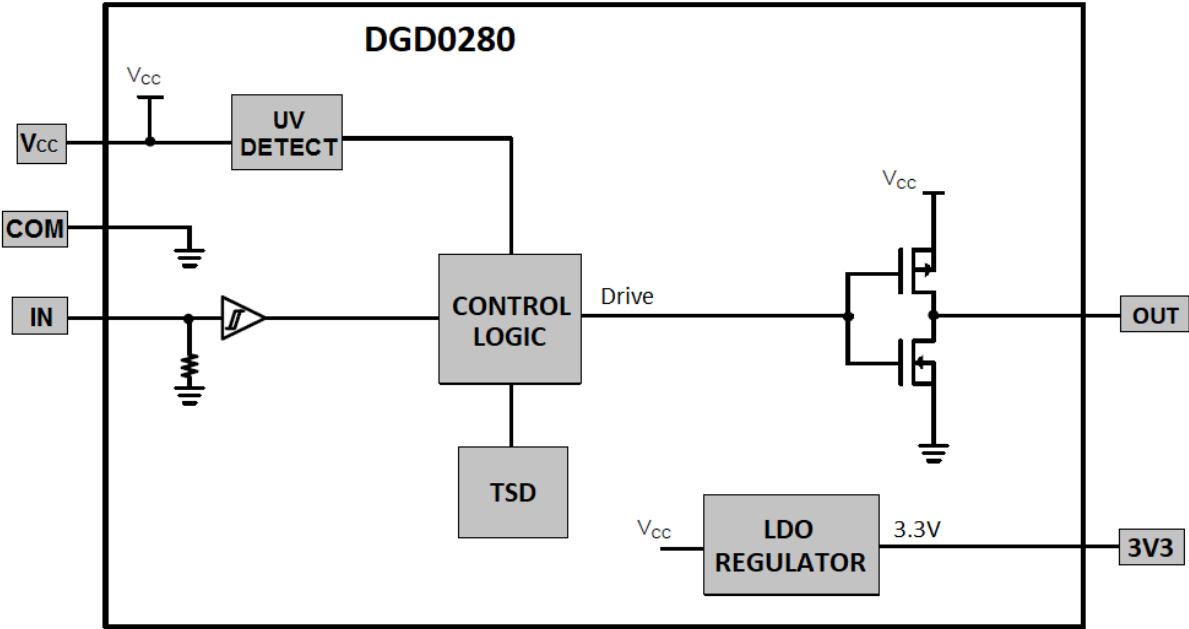 DGD0280
VCC
UV
DETECT
VCC
VCC
COM
CONTROL
LOGIC
Drive
IN
OUT
TSD
VCC
LDO
REGULATOR
3.3V
3V3